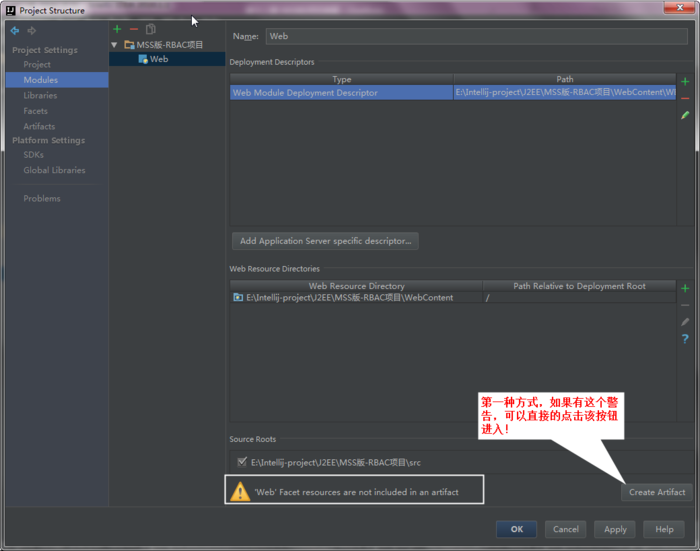 Project Structure
Project Settings
Project
Modules
Libraries
Facets
Artifacts
Platform Settings
SDKs
Global Libraries
Problems
MSS版-RBAC项目
Web
Name: Web
Deployment Descriptors
Type Path
Web Module Deployment Descriptor E:\Intellij-project\J2EE\MSS版-RBAC项目\WebContent\WE
Add Application Server specific descriptor...
Web Resource Directories
Web Resource Directory Path Relative to Deployment Root
E:\Intellij-project\J2EE\MSS版-RBAC项目\WebContent /
第一种方式，如果有这个警
告，可以直接的点击该按钮
进入！
Source Roots
E:\Intellij-project\J2EE\MSS版-RBAC项目\src
'Web' Facet resources are not included in an artifact
Create Artifact
OK Cancel Apply Help